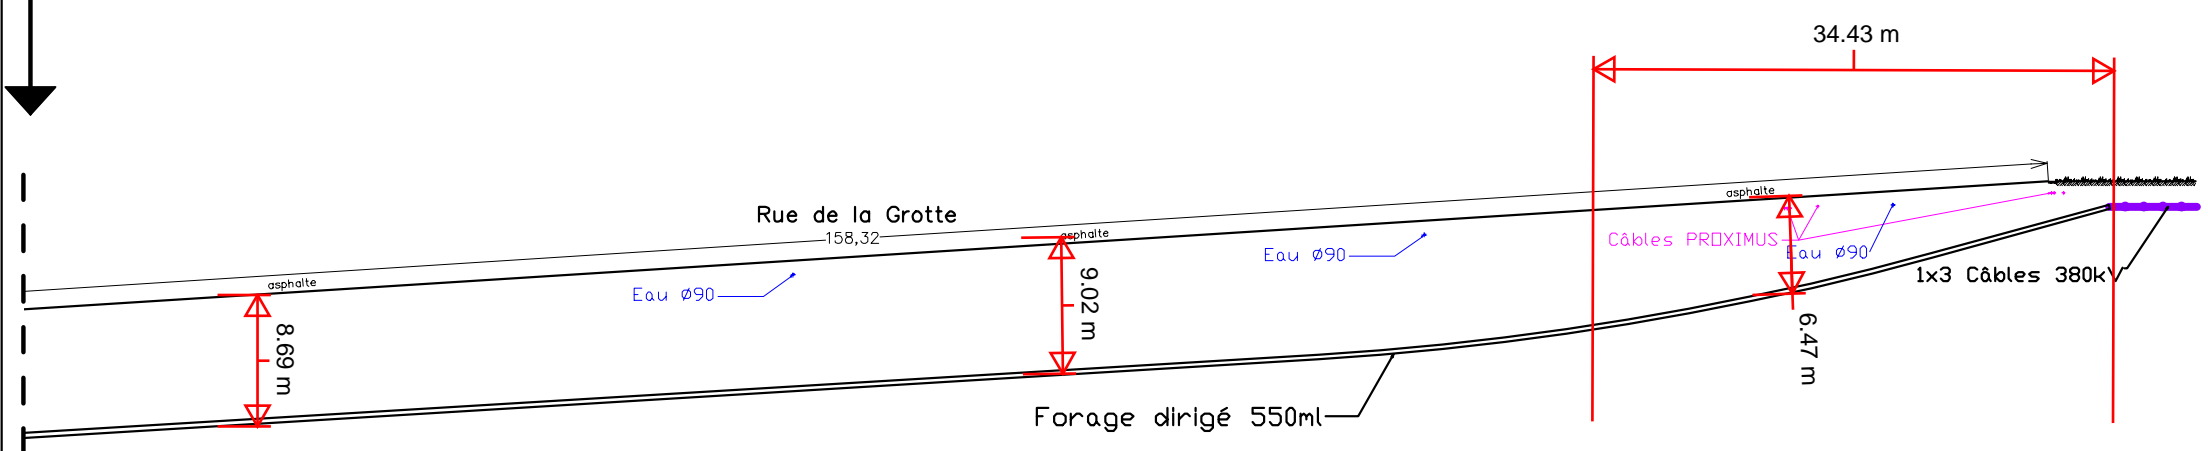 34.43 m
asphalte
Rue de la Grotte
158,32
asphalte
Câbles PROXIMUS
Eau Ø90
Eau Ø90
Eau Ø90
asphalte
1x3 Câbles 380kV
9.02 m
8.69 m
6.47 m
Forage dirigé 550ml